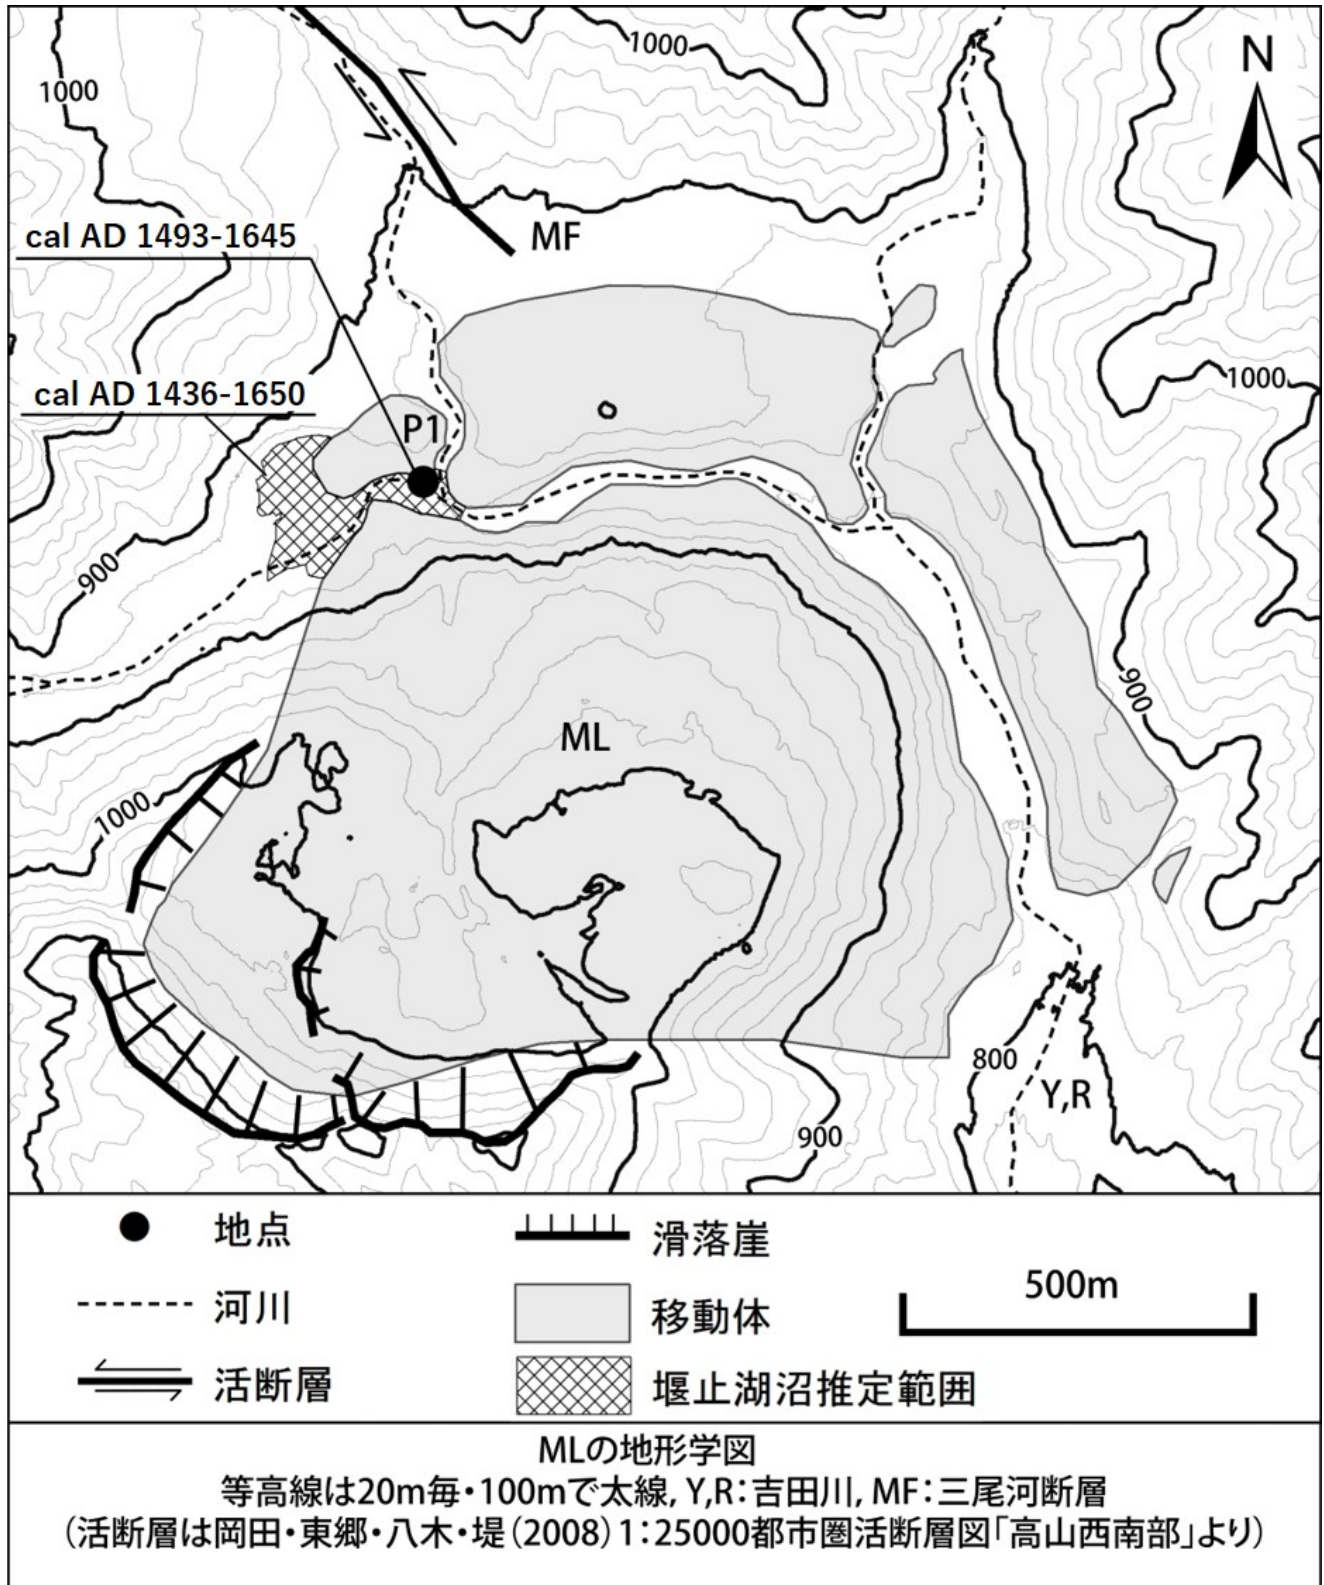 1000
1000
N
cal AD 1493-1645
MF
cal AD 1436-1650
P1
1000
900
900
ML
1000
800
Y,R
900
地点
滑落崖
河川
移動体
500m
活断層
堰止湖沼推定範囲
MLの地形学図
等高線は20m毎・100mで太線, Y,R：吉田川, MF：三尾河断層
（活断層は岡田・東郷・八木・堤（2008）1：25000都市圏活断層図「高山西南部」より）